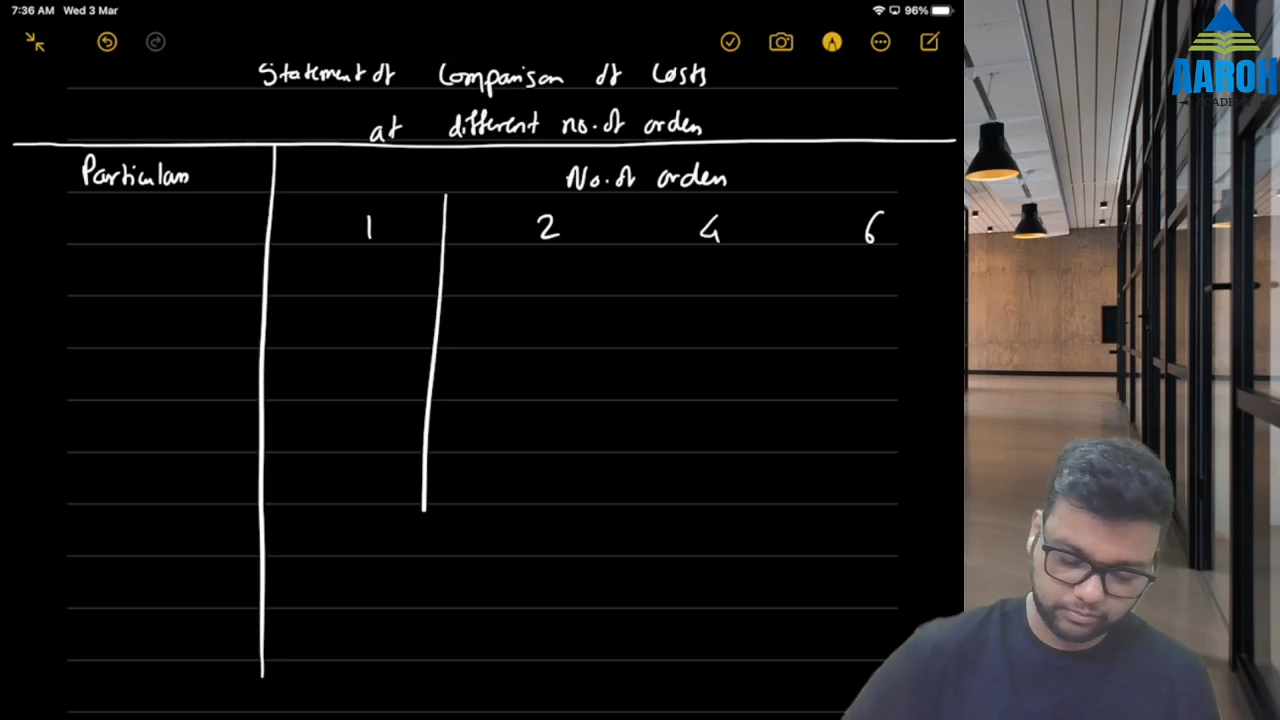 7:36 AM Wed 3 Mar
96%
Statement of Comparison of Costs
at different no. of orders
Particulars
No. of orders
1 2 4 6
AAROH
ACADEMY